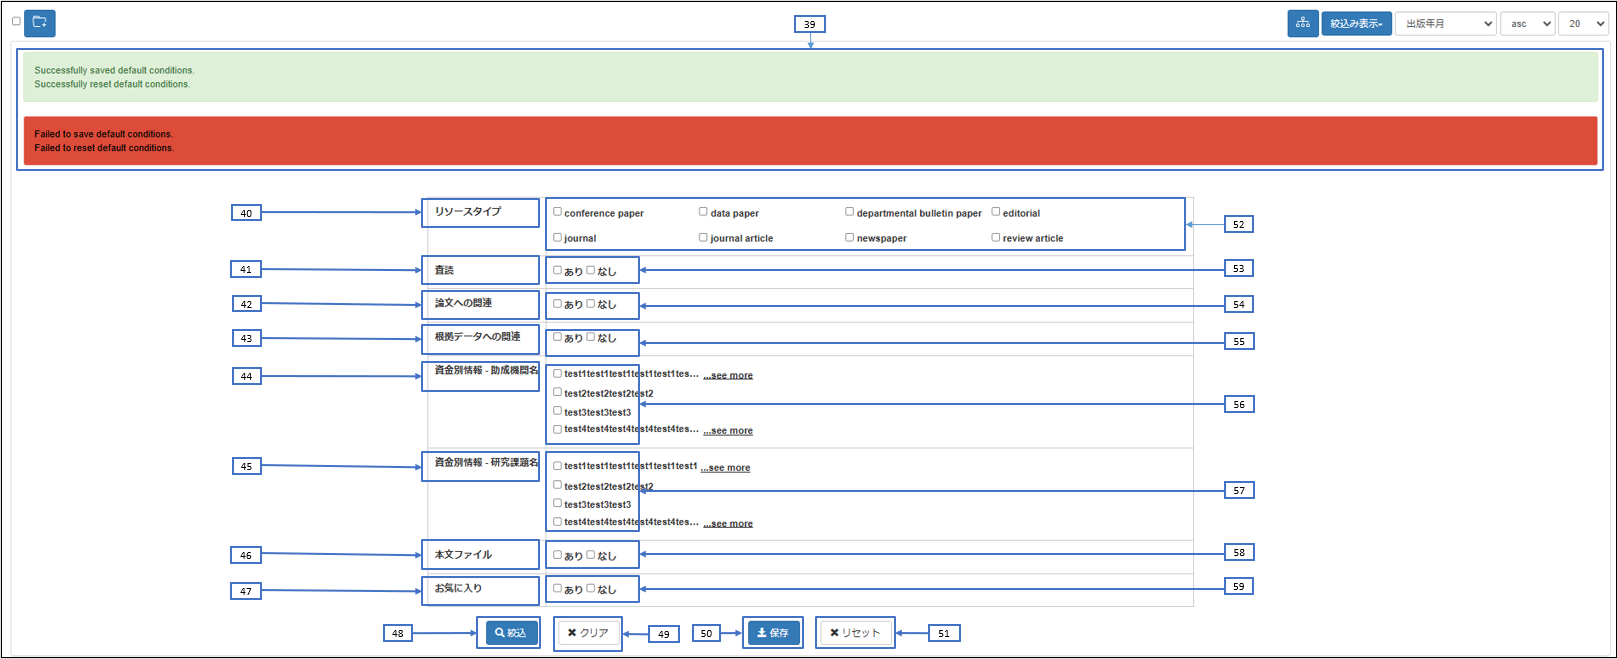 39
絞込み表示
出版年月
asc
20
Successfully saved default conditions.
Successfully reset default conditions.
Failed to save default conditions.
Failed to reset default conditions.
40
リソースタイプ
conference paper
data paper
departmental bulletin paper
editorial
journal
journal article
newspaper
review article
52
41
査読
あり
なし
53
42
論文への関連
あり
なし
54
43
根拠データへの関連
あり
なし
55
44
資金別情報 - 助成機関名
test1test1test1test1test1tes... ...see more
test2test2test2test2
test3test3test3
test4test4test4test4test4tes... ...see more
56
45
資金別情報 - 研究課題名
test1test1test1test1test1test1 ...see more
test2test2test2test2
test3test3test3
test4test4test4test4test4tes... ...see more
57
46
本文ファイル
あり
なし
58
47
お気に入り
あり
なし
59
48
絞込
クリア
49
50
保存
リセット
51